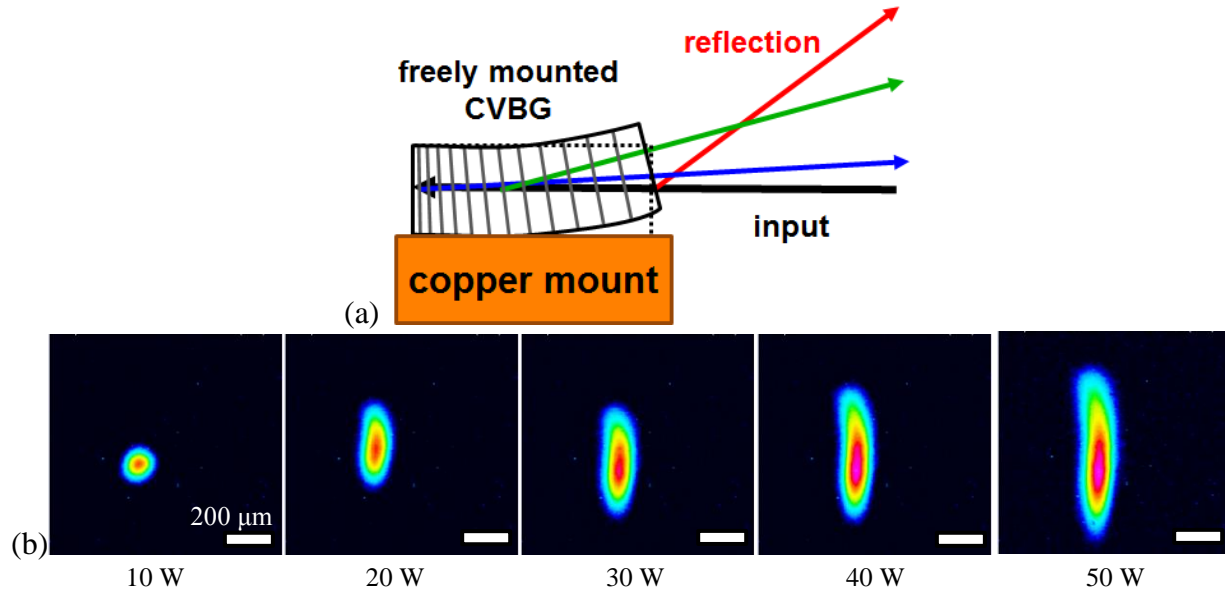 reflection
freely mounted
CVBG
input
copper mount
(a)
200 μm
(b)
10 W 20 W 30 W 40 W 50 W